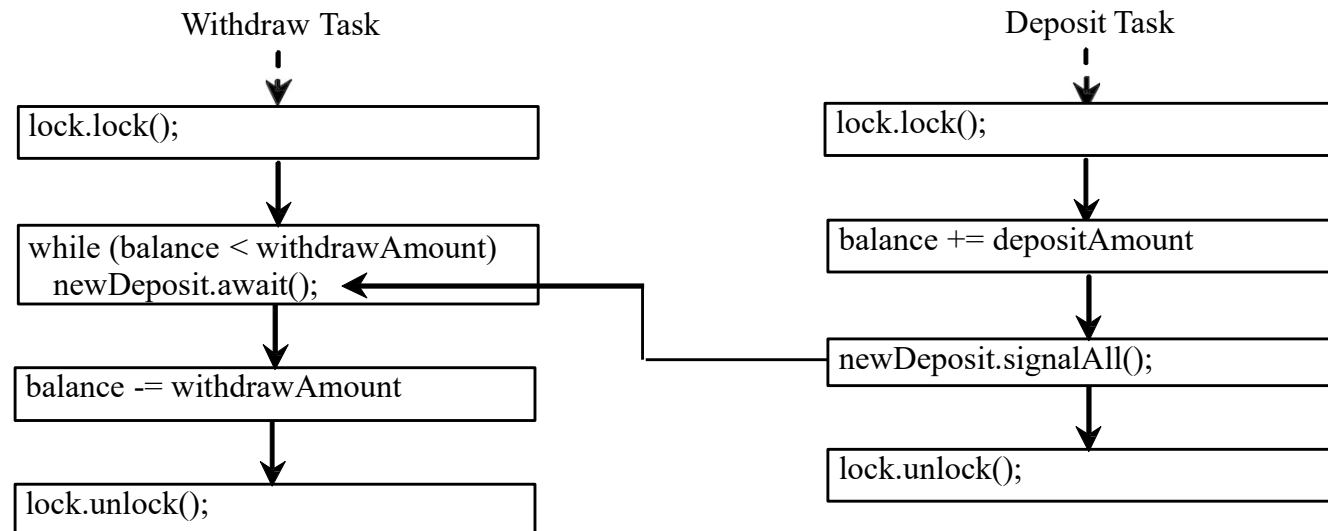 Withdraw Task
lock.lock();
while (balance < withdrawAmount)
newDeposit.await();
balance -= withdrawAmount
lock.unlock();
Deposit Task
lock.lock();
balance += depositAmount
newDeposit.signalAll();
lock.unlock();